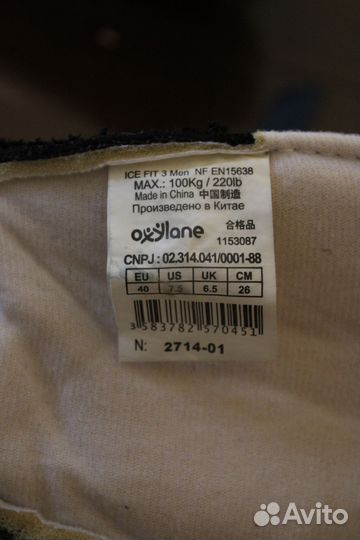 ICE FIT 3 Men NF EN15638
MAX.: 100Kg / 220lb
Made in China 中国制造
Произведено в Китае
oxylane 合格品
1153087
CNPJ : 02.314.041/0001-88
EU US UK CM
40 7.5 6.5 26
3 583782 570451
N: 2714-01
Avito